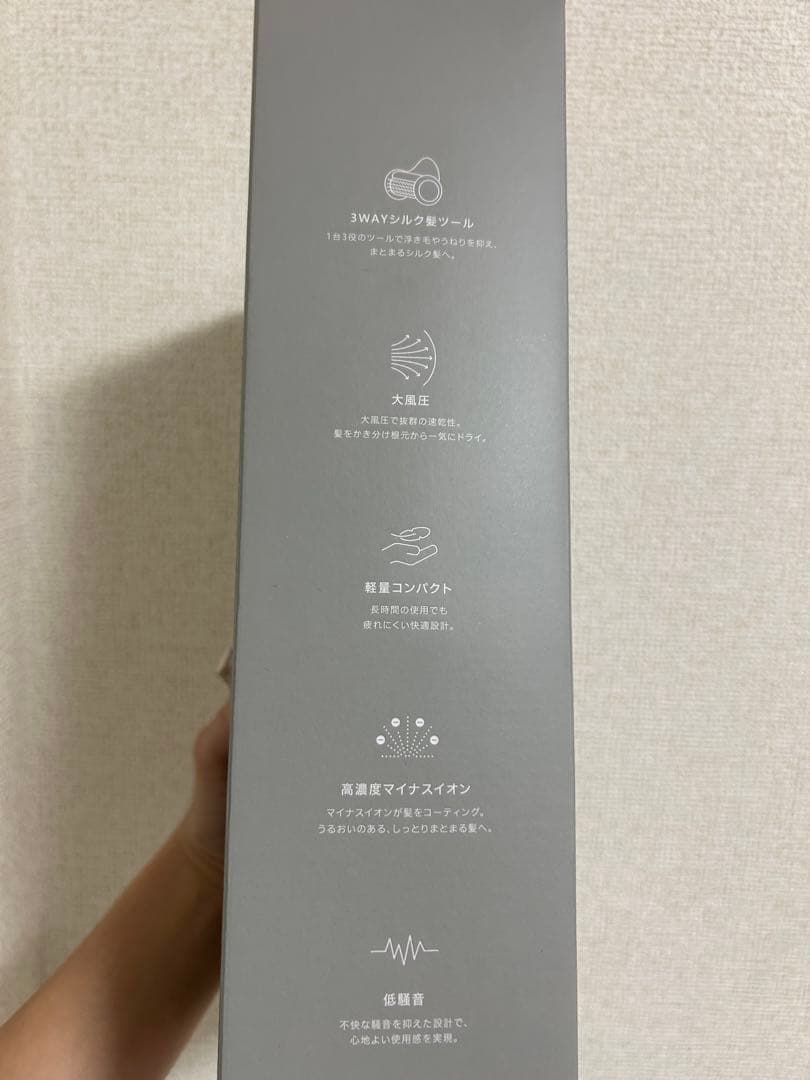 3WAYシルク髪ツール
1台3役のツールで浮き毛やうねりを抑え、
まとまるシルク髪へ。
大風圧
大風圧で抜群の速乾性。
髪をかき分け根元から一気にドライ。
軽量コンパクト
長時間の使用でも
疲れにくい快適設計。
高濃度マイナスイオン
マイナスイオンが髪をコーティング。
うるおいのある、しっとりまとまる髪へ。
低騒音
不快な騒音を抑えた設計で、
心地よい使用感を実現。